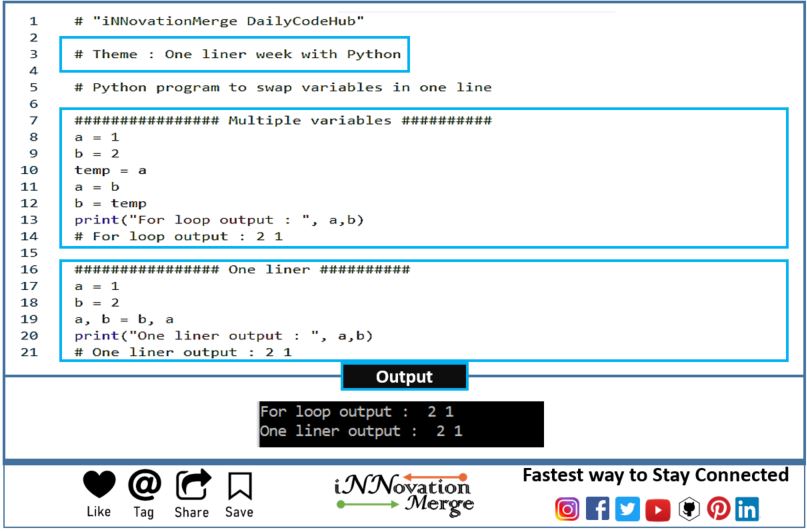 1 # "iNNovationMerge DailyCodeHub"
2
3 # Theme : One liner week with Python
4
5 # Python program to swap variables in one line
6
7 ################ Multiple variables ##########
8 a = 1
9 b = 2
10 temp = a
11 a = b
12 b = temp
13 print("For loop output : ", a,b)
14 # For loop output : 2 1
15
16 ################ One liner ##########
17 a = 1
18 b = 2
19 a, b = b, a
20 print("One liner output : ", a,b)
21 # One liner output : 2 1
Output
For loop output :  2 1
One liner output :  2 1
Like Tag Share Save
iNNovation
Merge
Fastest way to Stay Connected